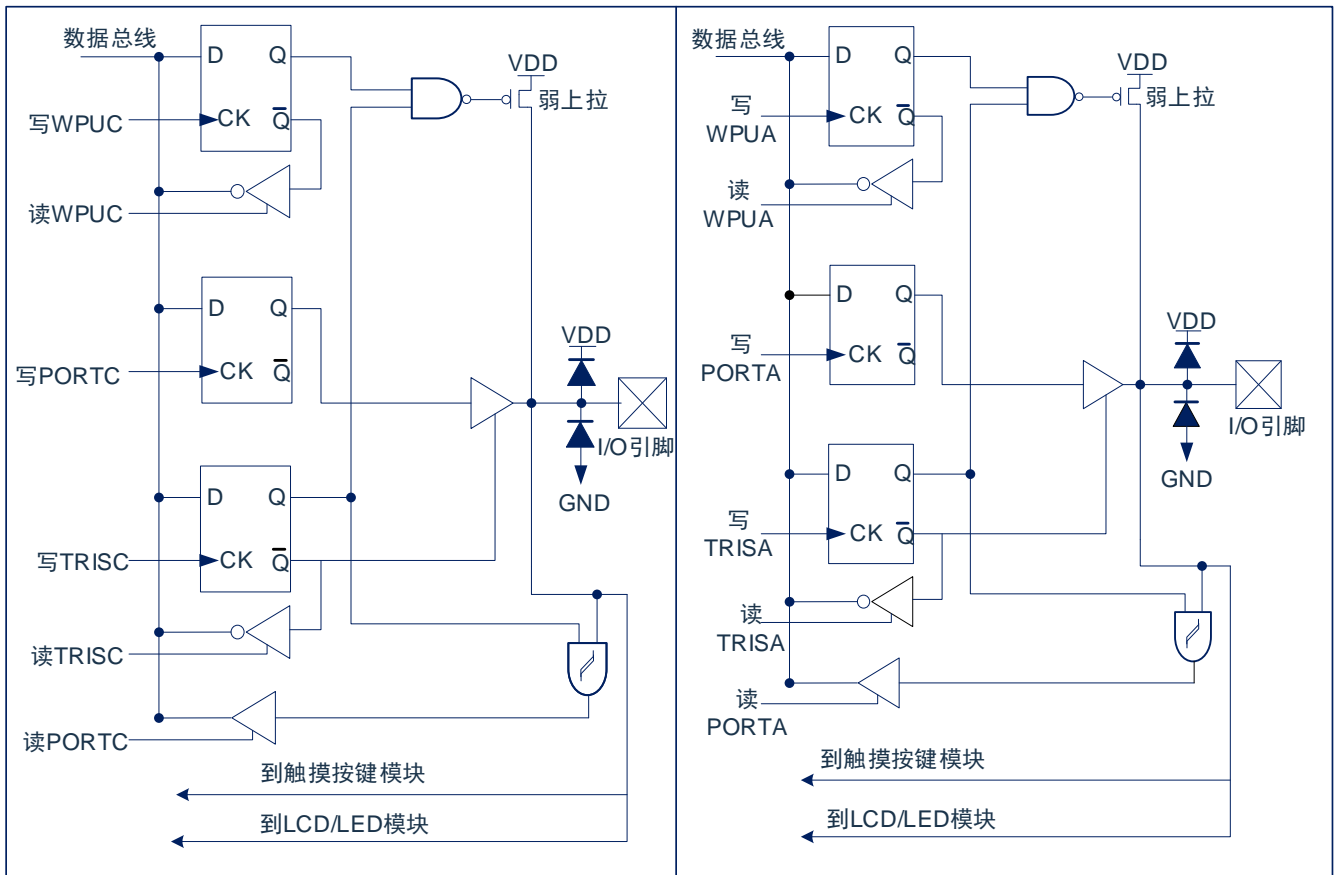 数据总线
D
Q
VDD
弱上拉
写WPUC
CK
Q
读WPUC
D
Q
VDD
写PORTC
CK
Q
I/O引脚
D
Q
GND
写TRISC
CK
Q
读TRISC
读PORTC
到触摸按键模块
到LCD/LED模块
数据总线
D
Q
VDD
弱上拉
写
WPUA
CK
Q
读
WPUA
D
Q
VDD
写
PORTA
CK
Q
I/O引脚
D
Q
GND
写
TRISA
CK
Q
读
TRISA
读
PORTA
到触摸按键模块
到LCD/LED模块